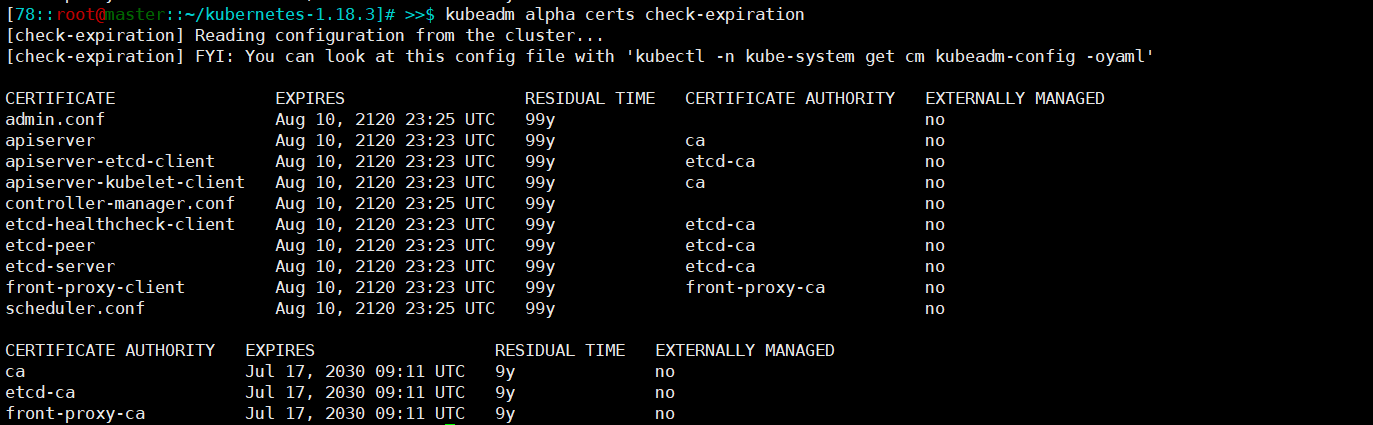 [78::root@master::~/kubernetes-1.18.3]# >>$ kubeadm alpha certs check-expiration
[check-expiration] Reading configuration from the cluster...
[check-expiration] FYI: You can look at this config file with 'kubectl -n kube-system get cm kubeadm-config -oyaml'
CERTIFICATE EXPIRES RESIDUAL TIME CERTIFICATE AUTHORITY EXTERNALLY MANAGED
admin.conf Aug 10, 2120 23:25 UTC 99y no
apiserver Aug 10, 2120 23:23 UTC 99y ca no
apiserver-etcd-client Aug 10, 2120 23:23 UTC 99y etcd-ca no
apiserver-kubelet-client Aug 10, 2120 23:23 UTC 99y ca no
controller-manager.conf Aug 10, 2120 23:25 UTC 99y no
etcd-healthcheck-client Aug 10, 2120 23:23 UTC 99y etcd-ca no
etcd-peer Aug 10, 2120 23:23 UTC 99y etcd-ca no
etcd-server Aug 10, 2120 23:23 UTC 99y etcd-ca no
front-proxy-client Aug 10, 2120 23:23 UTC 99y front-proxy-ca no
scheduler.conf Aug 10, 2120 23:25 UTC 99y no
CERTIFICATE AUTHORITY EXPIRES RESIDUAL TIME EXTERNALLY MANAGED
ca Jul 17, 2030 09:11 UTC 9y no
etcd-ca Jul 17, 2030 09:11 UTC 9y no
front-proxy-ca Jul 17, 2030 09:11 UTC 9y no